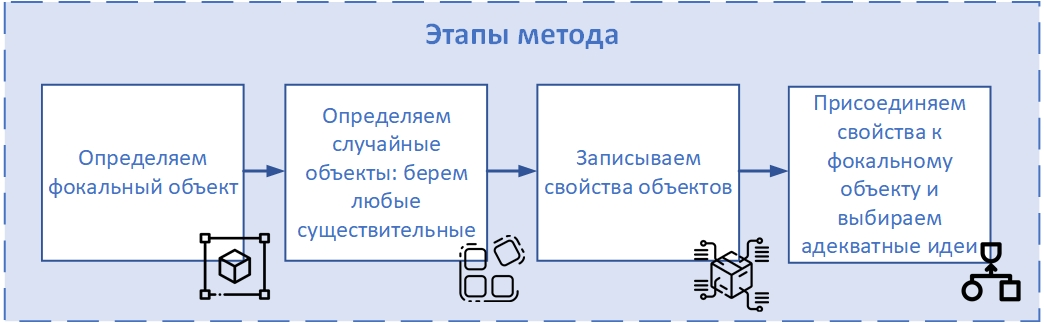 Этапы метода
Определяем
фокальный объект
Определяем
случайные
объекты: берем
любые
существительные
Записываем
свойства объектов
Присоединяем
свойства к
фокальному
объекту и
выбираем
адекватные идеи